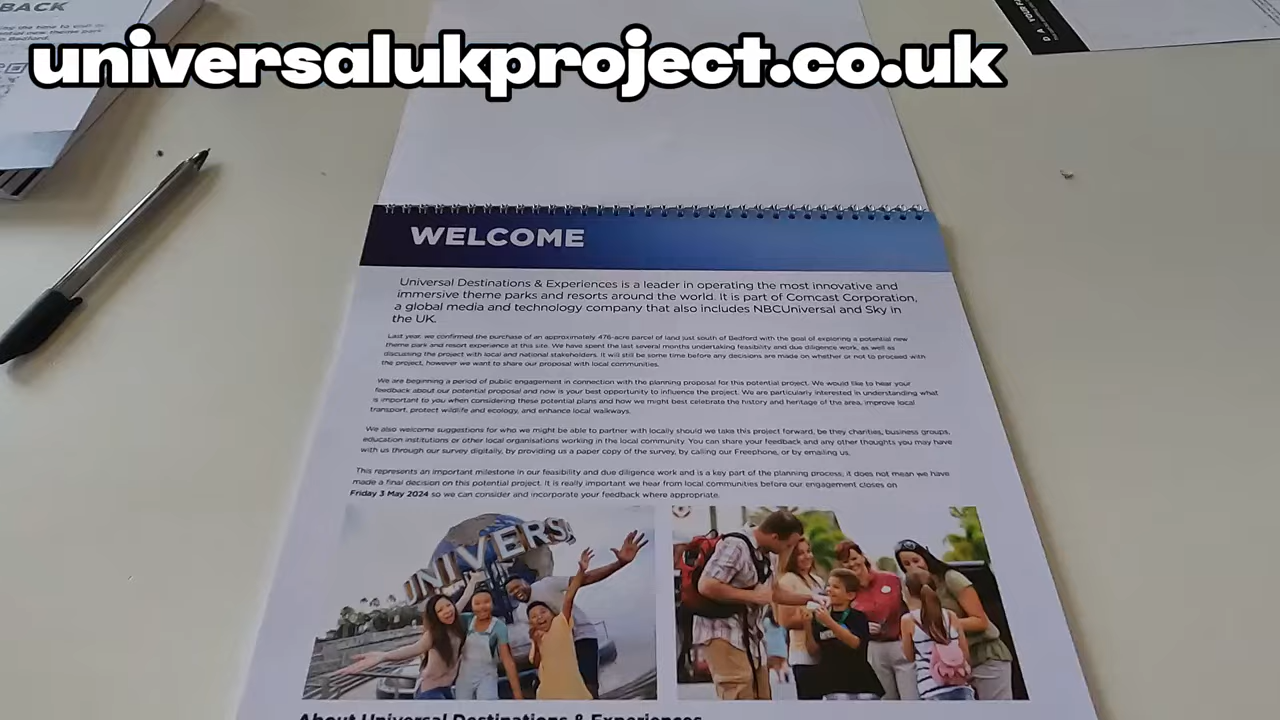 BACK
universalukproject.co.uk
WELCOME
Universal Destinations & Experiences is a leader in operating the most innovative and
immersive theme parks and resorts around the world. It is part of Comcast Corporation,
a global media and technology company that also includes NBCUniversal and Sky in
the UK.
Last year, we confirmed the purchase of an approximately 476-acre parcel of land just south of Bedford with the goal of exploring a potential new
theme park and resort experience at this site. We have spent the last several months undertaking feasibility and due diligence work, as well as
discussing the project with local and national stakeholders. It will still be some time before any decisions are made on whether or not to proceed with
the project, however we want to share our proposal with local communities.
We are beginning a period of public engagement in connection with the planning proposal for this potential project. We would like to hear your
feedback about our potential proposal and now is your best opportunity to influence the project. We are particularly interested in understanding what
is important to you when considering these potential plans and how we might best celebrate the history and heritage of the area, improve local
transport, protect wildlife and ecology, and enhance local walkways.
We also welcome suggestions for who we might be able to partner with locally should we take this project forward, be they charities, business groups,
education institutions or other local organisations working in the local community. You can share your feedback and any other thoughts you may have
with us through our survey digitally, by providing us a paper copy of the survey, by calling our Freephone, or by emailing us.
This represents an important milestone in our feasibility and due diligence work and is a key part of the planning process; it does not mean we have
made a final decision on this potential project. It is really important we hear from local communities before our engagement closes on
Friday 3 May 2024 so we can consider and incorporate your feedback where appropriate.
UNIVERS
About Universal Destinations & Experiences